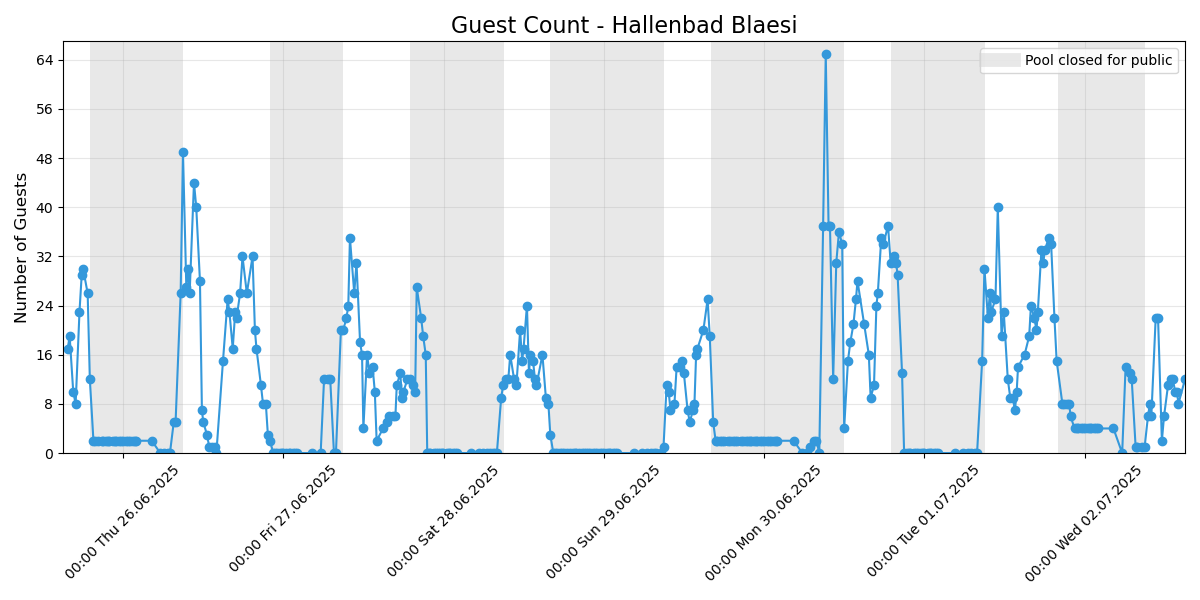 Guest Count - Hallenbad Blaesi
Pool closed for public
Number of Guests
64
56
48
40
32
24
16
8
0
00:00 Thu 26.06.2025
00:00 Fri 27.06.2025
00:00 Sat 28.06.2025
00:00 Sun 29.06.2025
00:00 Mon 30.06.2025
00:00 Tue 01.07.2025
00:00 Wed 02.07.2025